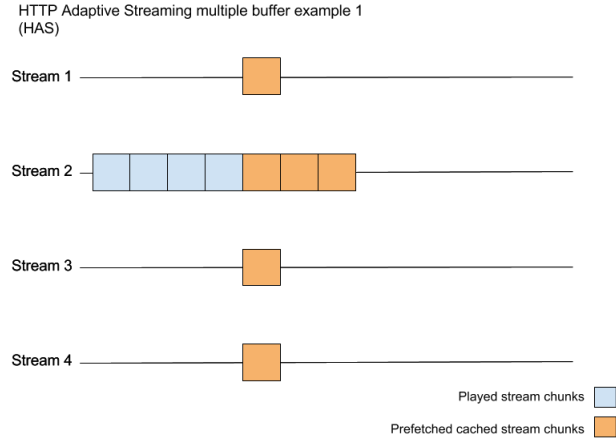 HTTP Adaptive Streaming multiple buffer example 1
(HAS)
Stream 1
Stream 2
Stream 3
Stream 4
Played stream chunks
Prefetched cached stream chunks